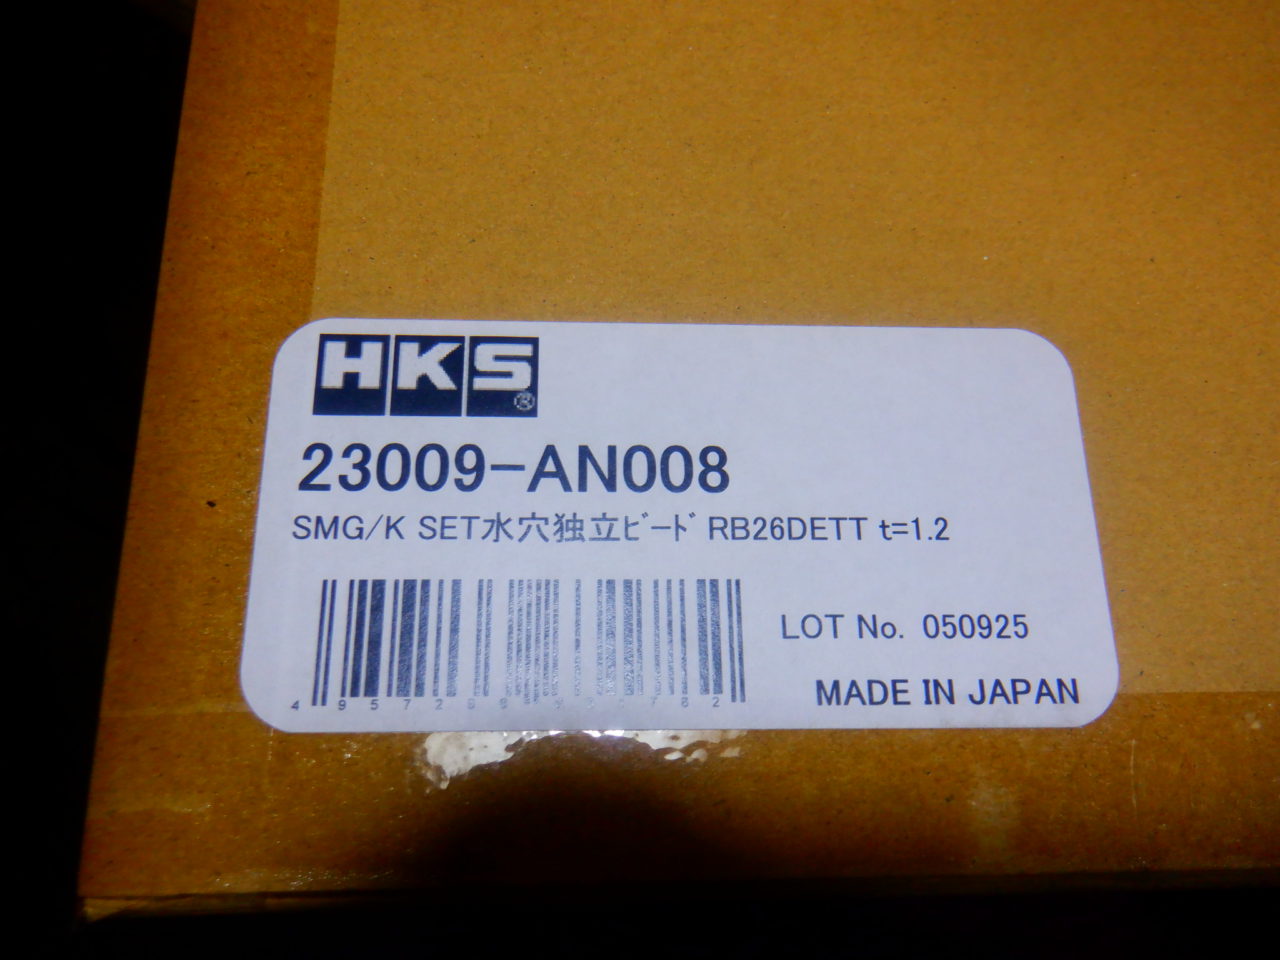 HKS®
23009-AN008
SMG/K SET水穴独立ﾋﾞｰﾄﾞ RB26DETT t=1.2
LOT No. 050925
MADE IN JAPAN